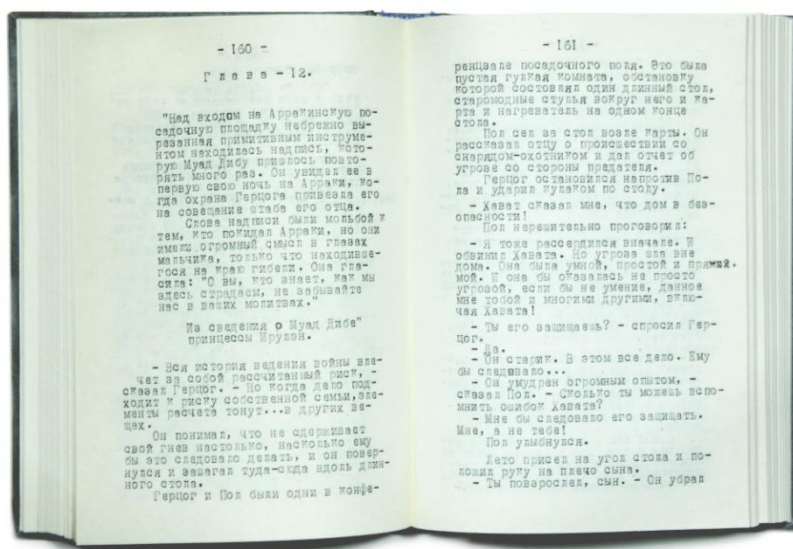 - 160 -
Глава - 12.
"Над входом на Арракинскую по-
садочную площадку небрежно вы-
резанная примитивным инструме-
нтом находилась надпись, кото-
рую Муад Дибу пришлось повто-
рять много раз. Он увидел ее в
первую свою ночь на Арраки, ко-
гда охрана Герцога привезла его
на совещание штаба его отца.
Слова надписи были мольбой к
тем, кто покидал Арраки, но они
имели огромный смысл в глазах
мальчика, только что находивше-
гося на краю гибели. Она гла-
сила: "О вы, кто знает, как мы
здесь страдаем, не забывайте
нас в ваших молитвах."
Из сведения о Муад Дибе"
принцессы Ирулэн.
- Вся история ведения войны вле-
чет за собой рассчитанный риск, -
сказал Герцог. - Но когда дело под-
ходит к риску собственной семьи,эле-
менты расчета тонут...в других ве-
щах.
Он понимал, что не сдерживает
свой гнев настолько, насколько ему
бы это следовало делать, и он повер-
нулся и зашагал туда-сюда вдоль длин-
ного стола.
Герцог и Пол были одни в конфе-
- 161 -
ренцзале посадочного поля. Это была
пустая гулкая комната, обстановку
которой состовлял один длинный стол,
старомодные стулья вокруг него и ка-
рта и нагреватель на одном конце
стола.
Пол сел за стол возле Карты. Он
рассказал отцу о происшествии со
снарядом-охотником и дал отчет об
угрозе со стороны предателя.
Герцог остановился напротив По-
ла и ударил кулаком по столу.
- Хават сказал мне, что дом в без-
опасности!
Пол нерешительно проговорил:
- Я тоже рассердился вначале. И
обвинил Хавата. Но угроза шла вне
дома. Она была умной, простой и прямой.
мой. И она бы оказалась не просто
угрозой, если бы не умение, данное
мне тобой и многими другими, вклю-
чая Хавата!
- Ты его защищаешь? - спросил Гер-
цог.
- Да.
- Он старик. В этом все дело. Ему
бы следовало...
- Он умудрен огромным опытом, -
сказал Пол. - Сколько ты можешь вспо-
мнить ошибок Хавата?
- Мне бы следовало его защищать.
Мне, а не тебе!
Пол улыбнулся.
Лето присел на угол стола и по-
ложил руку на плечо сына.
- Ты повзрослел, сын. - Он убрал